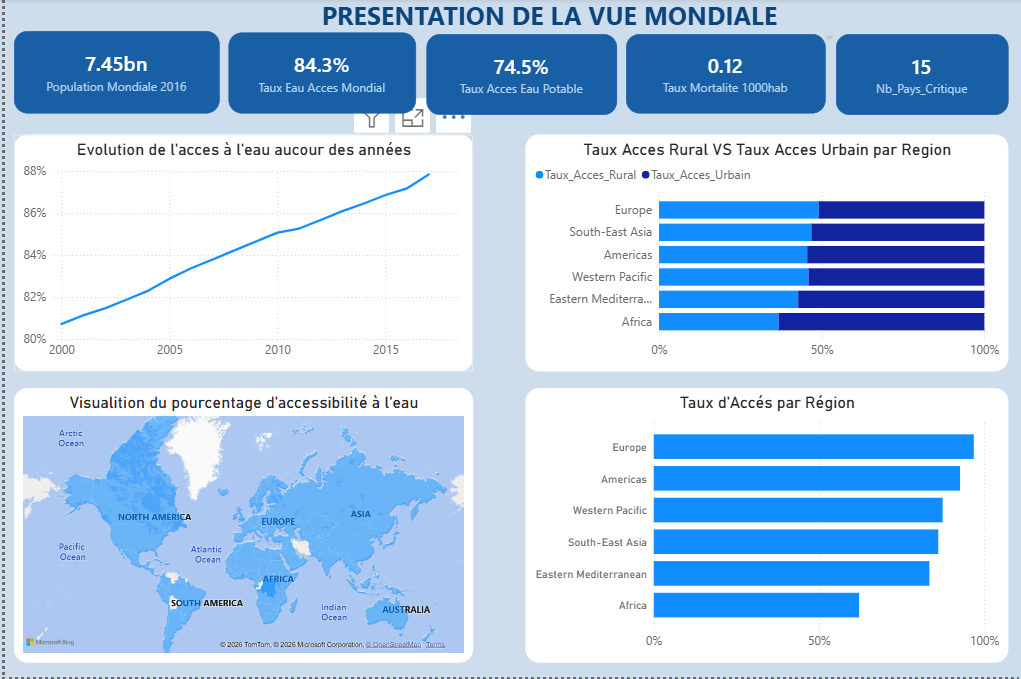 PRESENTATION DE LA VUE MONDIALE
7.45bn
Population Mondiale 2016
84.3%
Taux Eau Acces Mondial
74.5%
Taux Acces Eau Potable
0.12
Taux Mortalite 1000hab
15
Nb_Pays_Critique
Evolution de l'acces à l'eau aucour des années
88%
86%
84%
82%
80%
2000
2005
2010
2015
Taux Acces Rural VS Taux Acces Urbain par Region
Taux_Acces_Rural
Taux_Acces_Urbain
Europe
South-East Asia
Americas
Western Pacific
Eastern Mediterra...
Africa
0%
50%
100%
Visualition du pourcentage d'accessibilité à l'eau
Arctic
Ocean
NORTH AMERICA
EUROPE
ASIA
Pacific
Ocean
Atlantic
Ocean
AFRICA
SOUTH AMERICA
Indian
Ocean
AUSTRALIA
Microsoft Bing
© 2026 TomTom, © 2026 Microsoft Corporation, © OpenStreetMap Terms
Taux d'Accés par Région
Europe
Americas
Western Pacific
South-East Asia
Eastern Mediterranean
Africa
0%
50%
100%